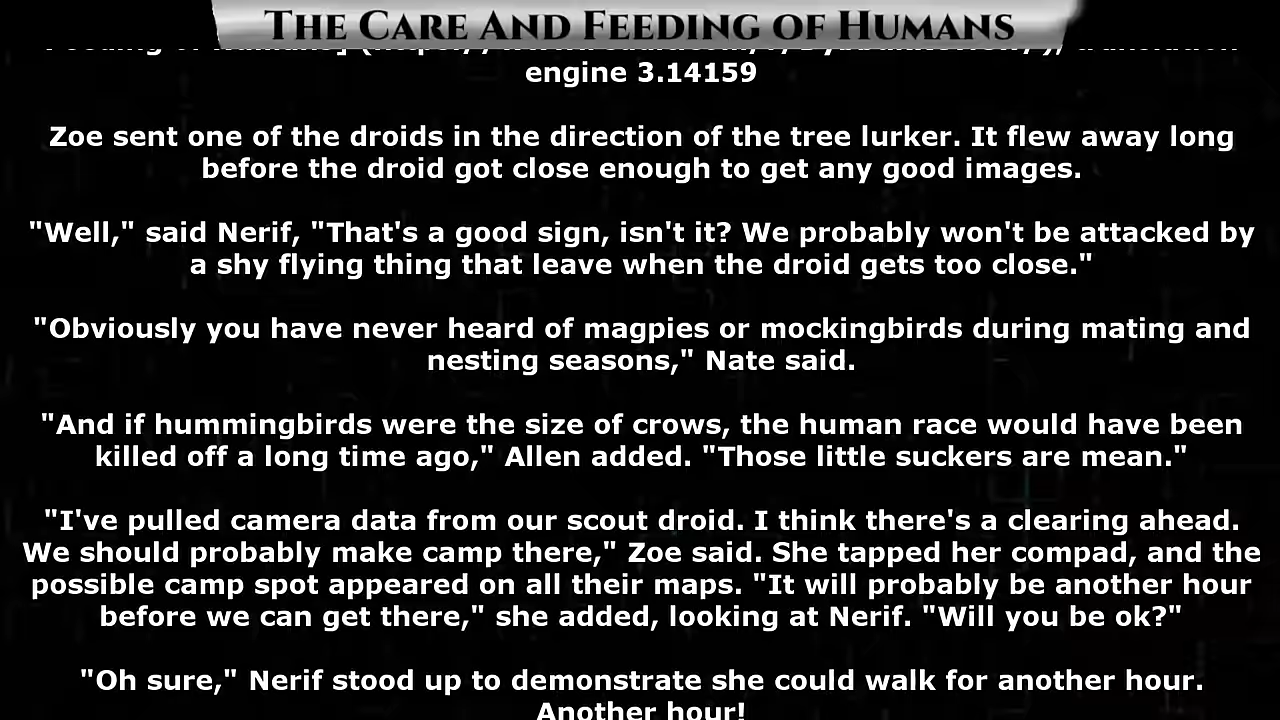 THE CARE AND FEEDING OF HUMANS
engine 3.14159
Zoe sent one of the droids in the direction of the tree lurker. It flew away long
before the droid got close enough to get any good images.
"Well," said Nerif, "That's a good sign, isn't it? We probably won't be attacked by
a shy flying thing that leave when the droid gets too close."
"Obviously you have never heard of magpies or mockingbirds during mating and
nesting seasons," Nate said.
"And if hummingbirds were the size of crows, the human race would have been
killed off a long time ago," Allen added. "Those little suckers are mean."
"I've pulled camera data from our scout droid. I think there's a clearing ahead.
We should probably make camp there," Zoe said. She tapped her compad, and the
possible camp spot appeared on all their maps. "It will probably be another hour
before we can get there," she added, looking at Nerif. "Will you be ok?"
"Oh sure," Nerif stood up to demonstrate she could walk for another hour.
Another hour!